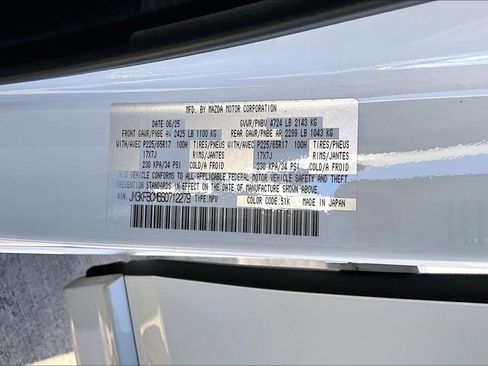 MFD. BY MAZDA MOTOR CORPORATION
DATE 06/25 GVWR/PNBV 4724 LB 2143 KG
FRONT GAWR/PNBE AV 2425 LB 1100 KG REAR GAWR/PNBE AR 2299 LB 1043 KG
WITH/AVEC P225/65R17 100H TIRES/PNEUS WITH/AVEC P225/65R17 100H TIRES/PNEUS
17X7J RIMS/JANTES 17X7J RIMS/JANTES
230 KPA/34 PSI COLD/A FROID 230 KPA/34 PSI COLD/A FROID
THIS VEHICLE CONFORMS TO ALL APPLICABLE FEDERAL MOTOR VEHICLE SAFETY AND THEFT
PREVENTION STANDARDS IN EFFECT ON THE DATE OF MANUFACTURE SHOWN ABOVE.
VIN: TYPE:MPV COLOR CODE:51K MADE IN JAPAN